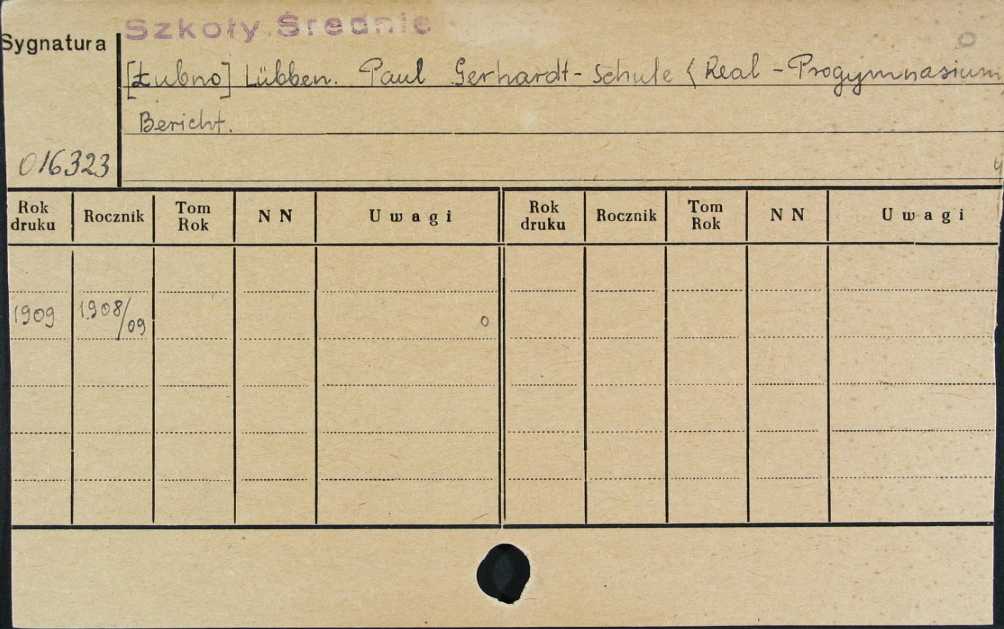 Szkoły Średnie
Sygnatura
[Łubno] Lübben. Paul Gerhardt-Schule (Real-Progymnasium
Bericht.
016323
Rok druku Rocznik Tom Rok N N Uwagi Rok druku Rocznik Tom Rok N N Uwagi
1909 1908/09 o